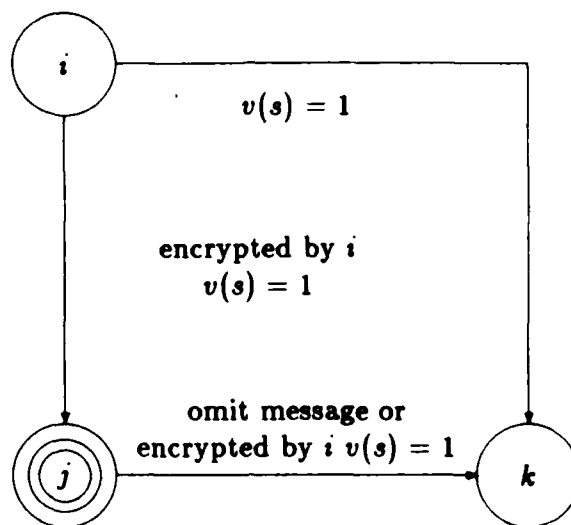 i
v(s) = 1
encrypted by i
v(s) = 1
omit message or
encrypted by i v(s) = 1
j
k